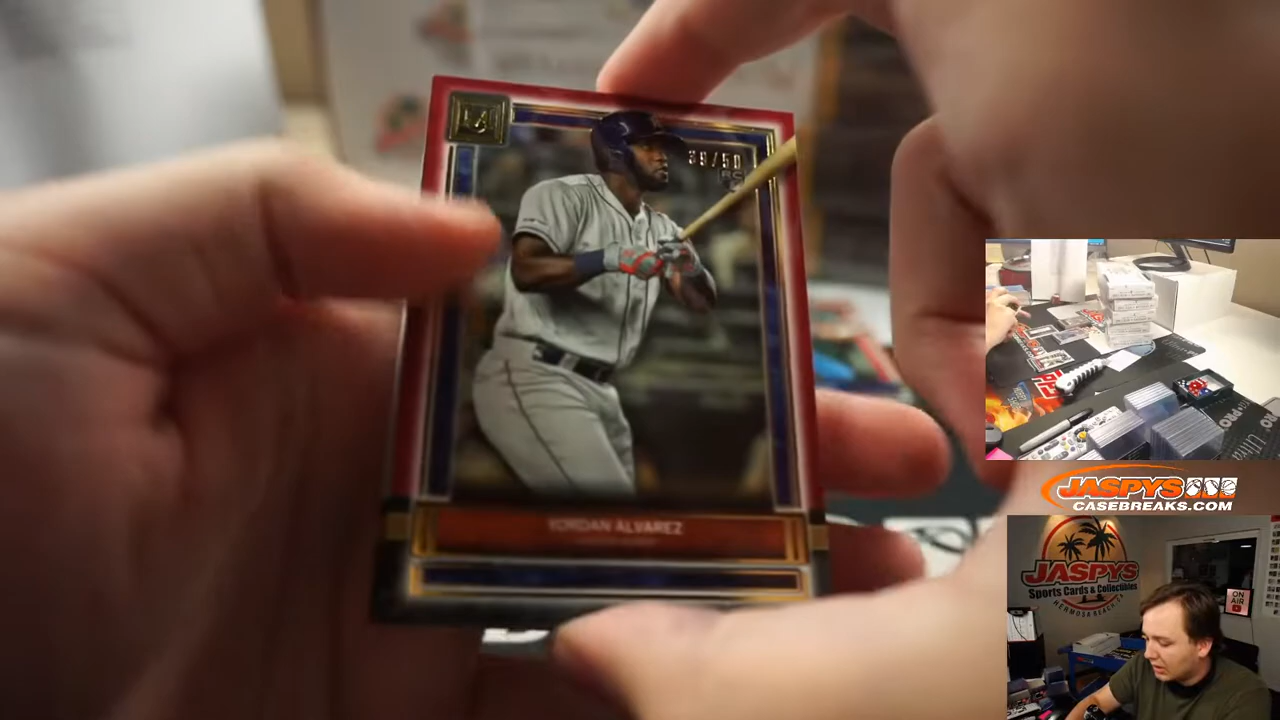 39/50
RC
YORDAN ALVAREZ
JASPYS
CASEBREAKS.COM
JASPYS
Sports Cards & Collectibles
HERMOSA BEACH, CA
ON
AIR